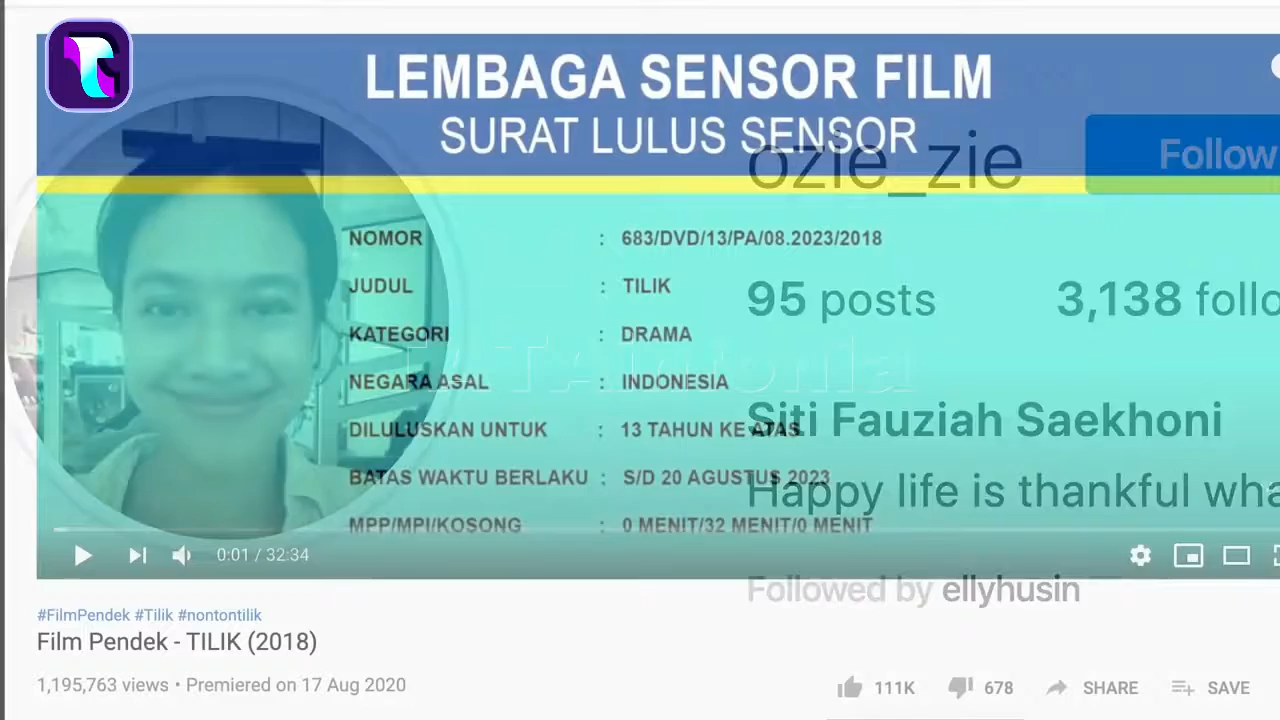 LEMBAGA SENSOR FILM
SURAT LULUS SENSOR
ozie_zie
Follow
NOMOR : 683/DVD/13/PA/08.2023/2018
JUDUL : TILIK
95 posts
3,138 follo
KATEGORI : DRAMA
NEGARA ASAL : INDONESIA
DILULUSKAN UNTUK : 13 TAHUN KE ATAS
Siti Fauziah Saekhoni
BATAS WAKTU BERLAKU : S/D 20 AGUSTUS 2023
Happy life is thankful wha
MPP/MPI/KOSONG : 0 MENIT/32 MENIT/0 MENIT
0:01 / 32:34
Followed by ellyhusin
#FilmPendek #Tilik #nontontilik
Film Pendek - TILIK (2018)
1,195,763 views • Premiered on 17 Aug 2020
111K 678 SHARE SAVE